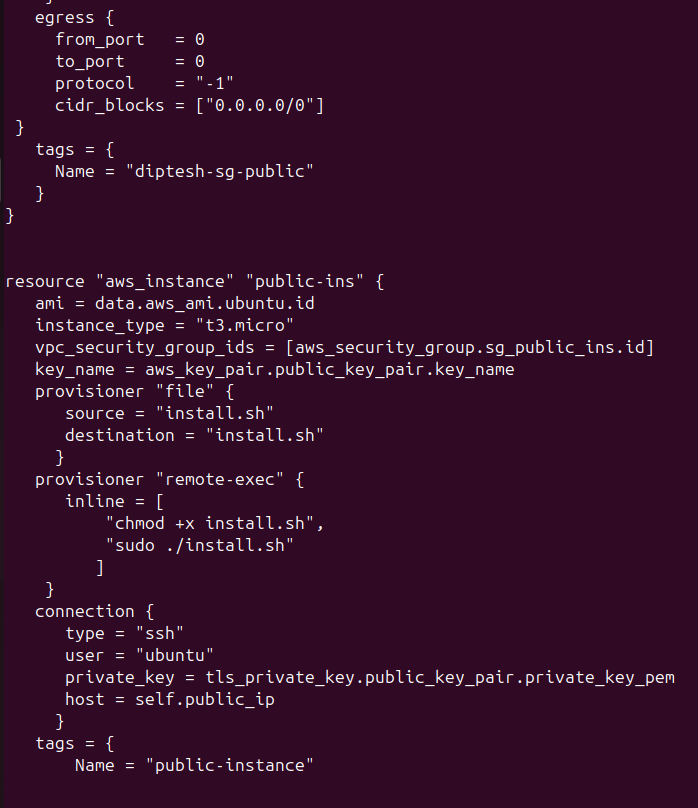 egress {
from_port = 0
to_port = 0
protocol = "-1"
cidr_blocks = ["0.0.0.0/0"]
}
tags = {
Name = "diptesh-sg-public"
}
}
resource "aws_instance" "public-ins" {
ami = data.aws_ami.ubuntu.id
instance_type = "t3.micro"
vpc_security_group_ids = [aws_security_group.sg_public_ins.id]
key_name = aws_key_pair.public_key_pair.key_name
provisioner "file" {
source = "install.sh"
destination = "install.sh"
}
provisioner "remote-exec" {
inline = [
"chmod +x install.sh",
"sudo ./install.sh"
]
}
connection {
type = "ssh"
user = "ubuntu"
private_key = tls_private_key.public_key_pair.private_key_pem
host = self.public_ip
}
tags = {
Name = "public-instance"